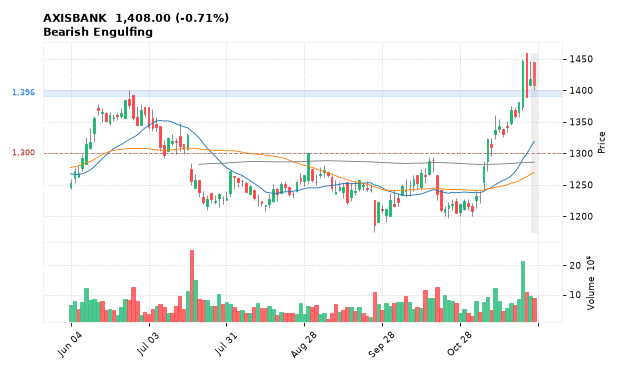 AXISBANK 1,408.00 (-0.71%)
Bearish Engulfing
1450
1,396
1400
1350
Price
1,300
1300
1250
1200
20
10
Volume 10⁶
Jun 04
Jul 03
Jul 31
Aug 28
Sep 28
Oct 28